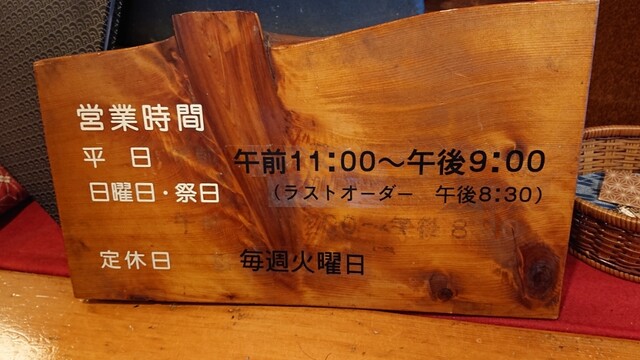 営業時間
平日 午前11:00～午後9:00
日曜日・祭日 (ラストオーダー 午後8:30)
定休日 毎週火曜日